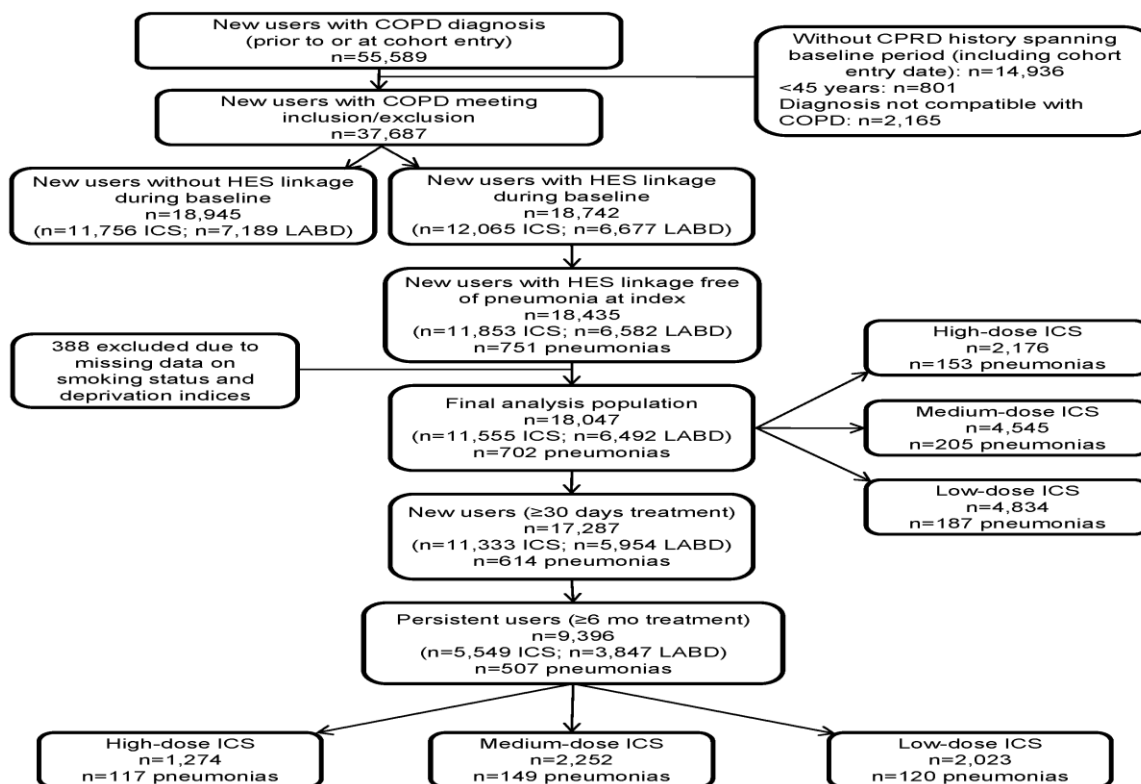 New users with COPD diagnosis
(prior to or at cohort entry)
n=55,589
Without CPRD history spanning
baseline period (including cohort
entry date): n=14,936
<45 years: n=801
Diagnosis not compatible with
COPD: n=2,165
New users with COPD meeting
inclusion/exclusion
n=37,687
New users without HES linkage
during baseline
n=18,945
(n=11,756 ICS; n=7,189 LABD)
New users with HES linkage
during baseline
n=18,742
(n=12,065 ICS; n=6,677 LABD)
New users with HES linkage free
of pneumonia at index
n=18,435
(n=11,853 ICS; n=6,582 LABD)
n=751 pneumonias
388 excluded due to
missing data on
smoking status and
deprivation indices
Final analysis population
n=18,047
(n=11,555 ICS; n=6,492 LABD)
n=702 pneumonias
High-dose ICS
n=2,176
n=153 pneumonias
Medium-dose ICS
n=4,545
n=205 pneumonias
Low-dose ICS
n=4,834
n=187 pneumonias
New users (≥30 days treatment)
n=17,287
(n=11,333 ICS; n=5,954 LABD)
n=614 pneumonias
Persistent users (≥6 mo treatment)
n=9,396
(n=5,549 ICS; n=3,847 LABD)
n=507 pneumonias
High-dose ICS
n=1,274
n=117 pneumonias
Medium-dose ICS
n=2,252
n=149 pneumonias
Low-dose ICS
n=2,023
n=120 pneumonias